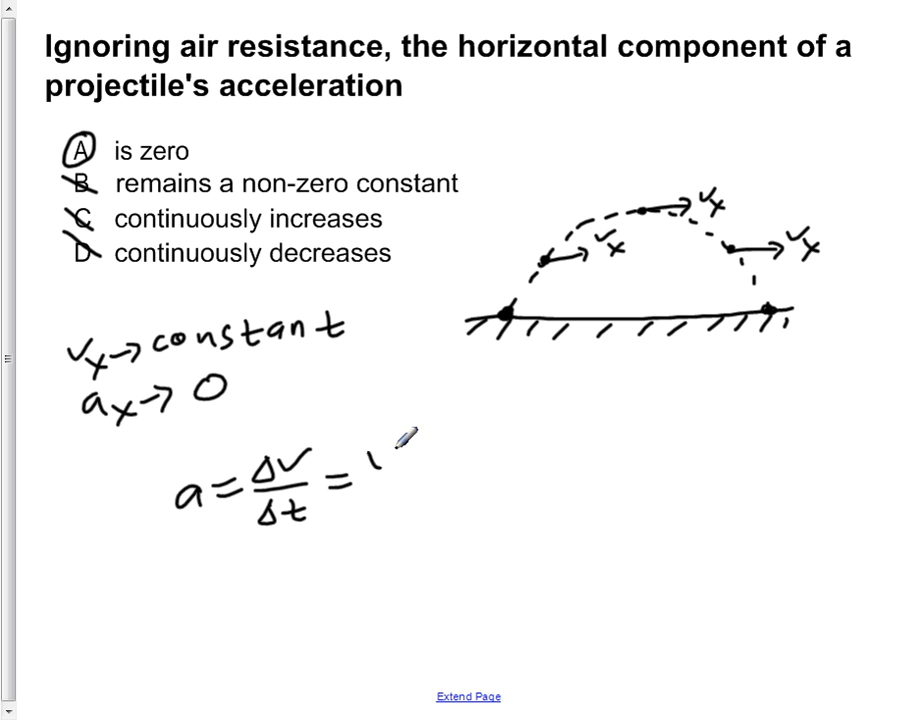 Ignoring air resistance, the horizontal component of a
projectile's acceleration
A is zero
B remains a non-zero constant
C continuously increases
D continuously decreases
vx
vx
vx
vx → constant
ax → 0
a = Δv/Δt =
Extend Page